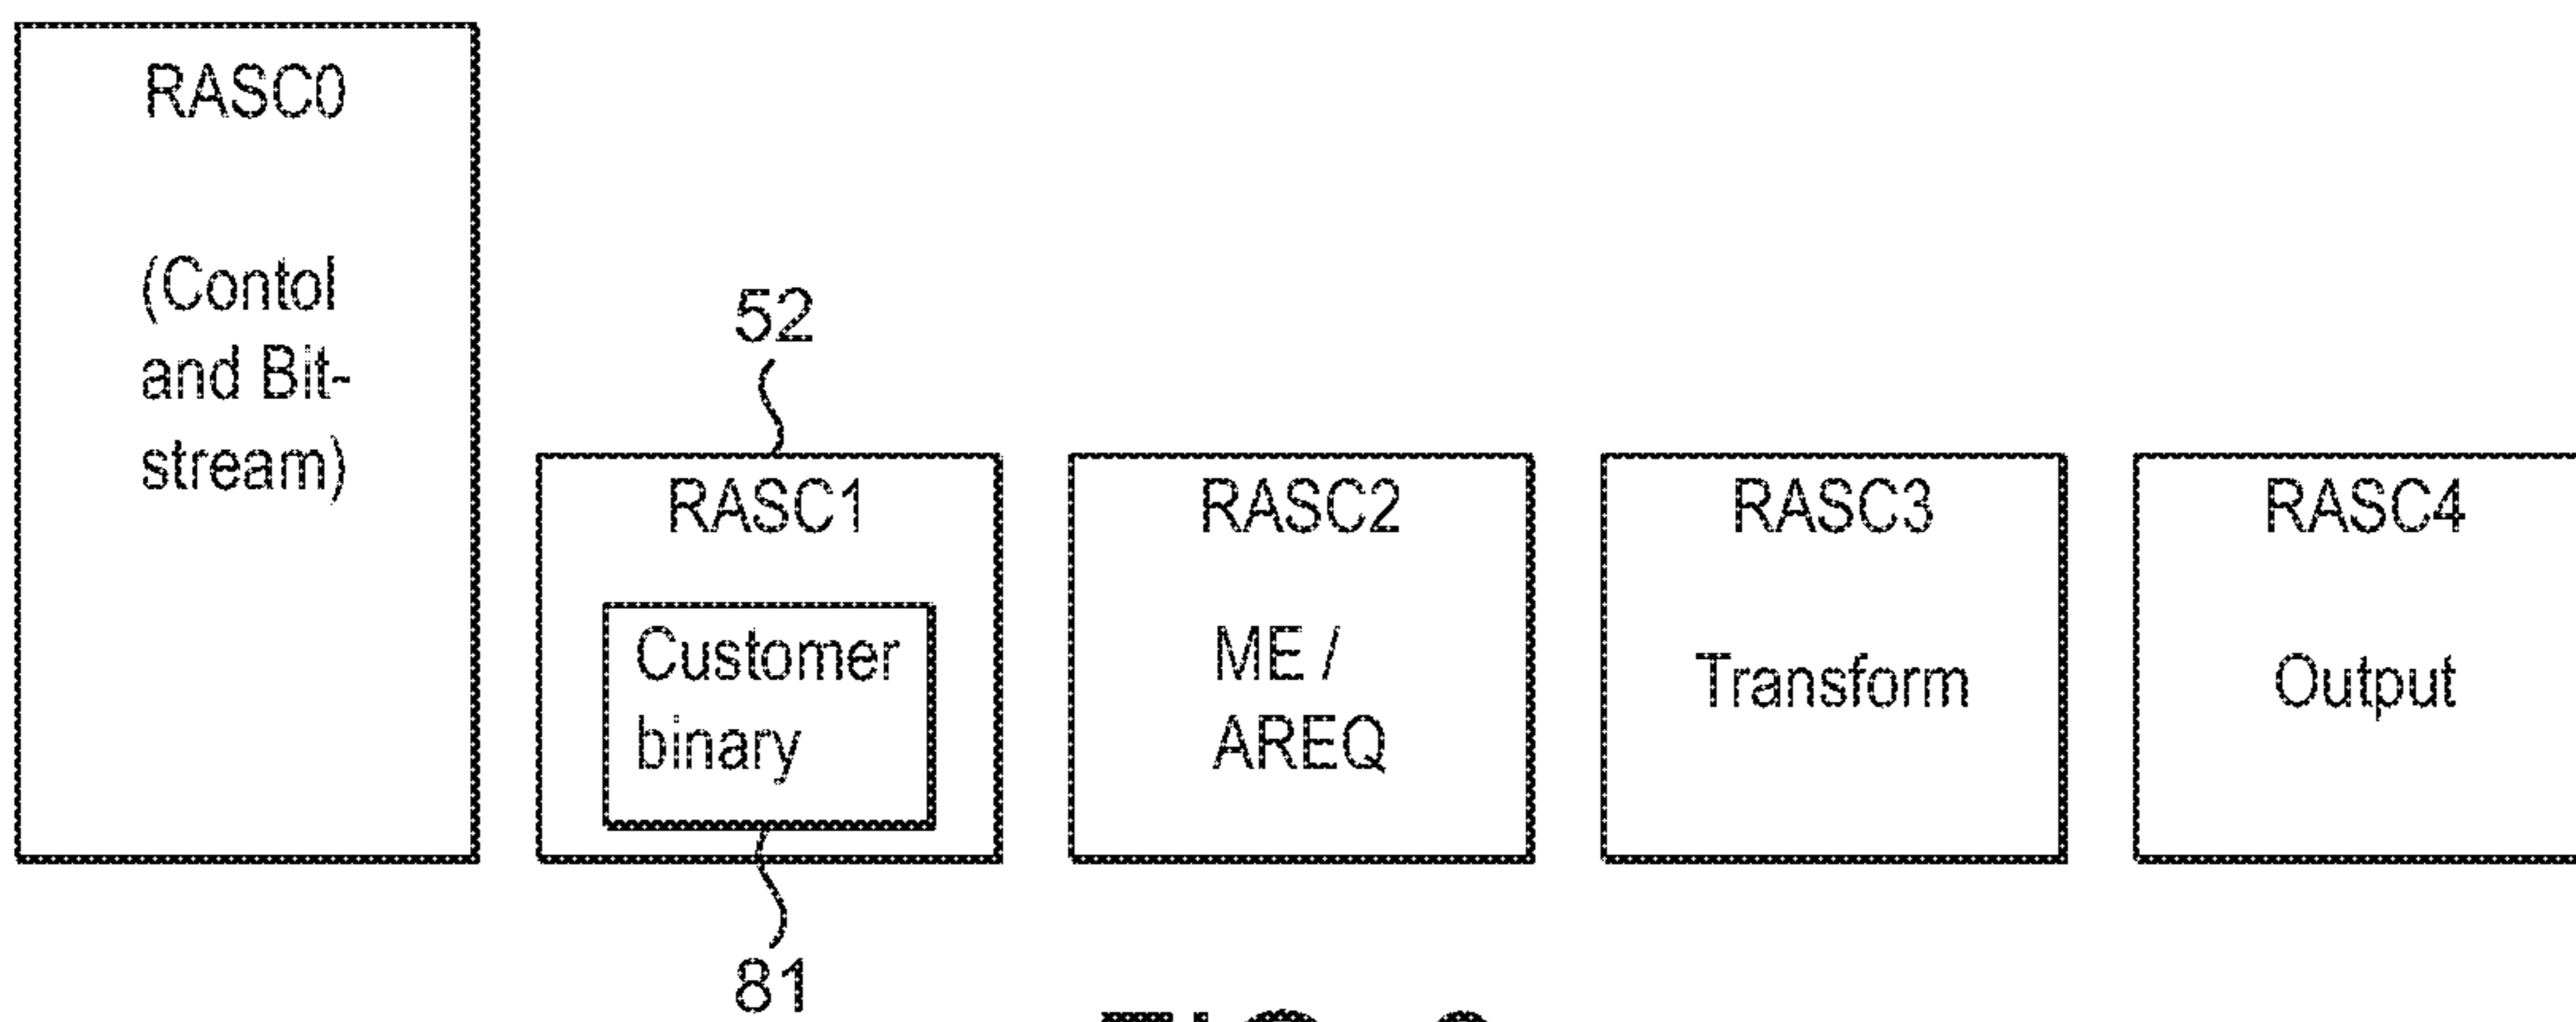 RASC0
(Contol
and Bit-
stream)
52
RASC1
Customer
binary
81
RASC2
ME /
AREQ
RASC3
Transform
RASC4
Output